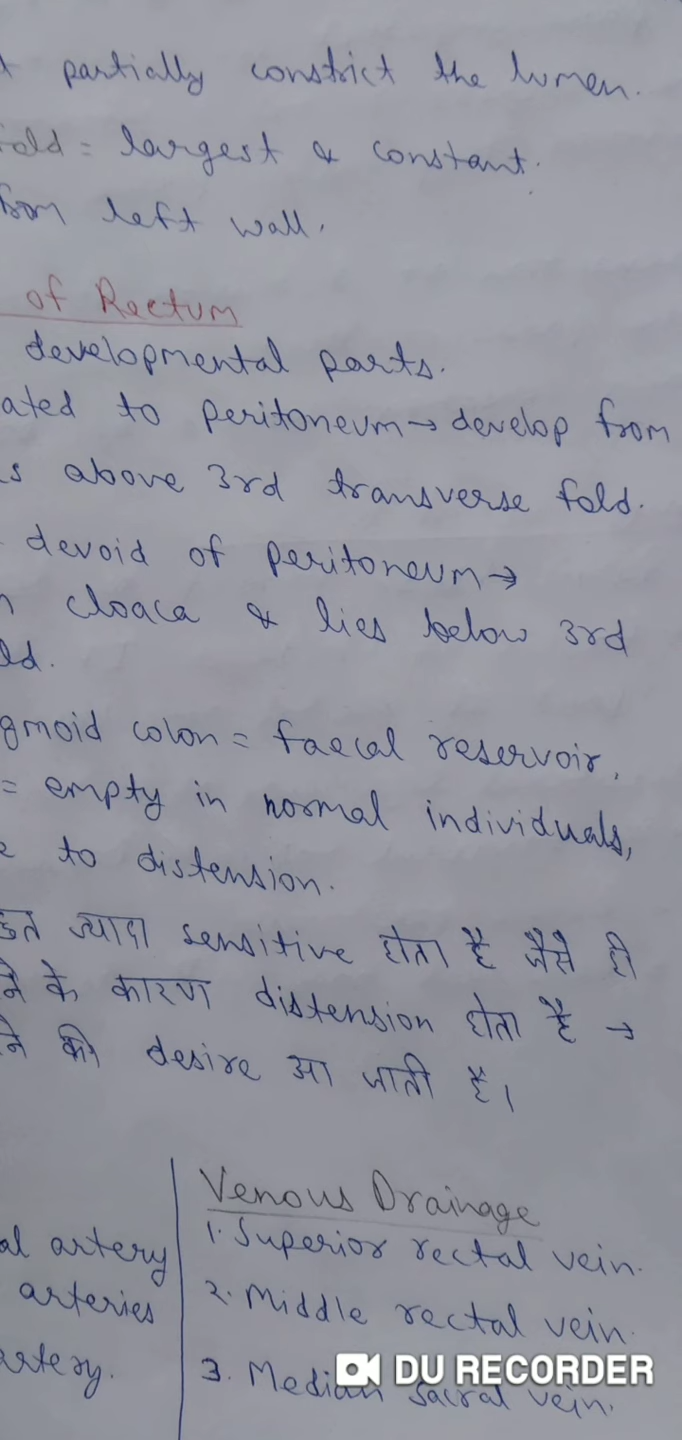 partially constrict the lumen.
fold = largest & constant.
from left wall.
of Rectum
developmental parts.
ated to peritoneum → develop from
s above 3rd transverse fold.
devoid of peritoneum →
n cloaca & lies below 3rd
ld.
gmoid colon = faecal reservoir,
= empty in normal individuals,
e to distension.
ज्यादा sensitive होता है जैसे ही
ने के कारण distension होता है →
ने की desire आ जाती है।
Venous Drainage
al artery 1. Superior rectal vein.
arteries 2. Middle rectal vein.
artery. 3. Median sacral vein.
DU RECORDER